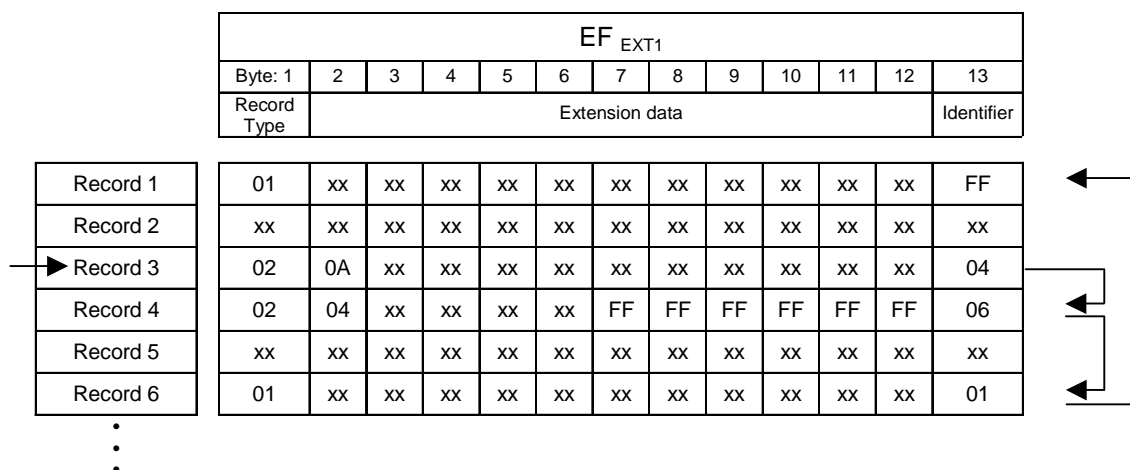 EF EXT1
Byte: 1 2 3 4 5 6 7 8 9 10 11 12 13
Record Type Extension data Identifier
Record 1 01 xx xx xx xx xx xx xx xx xx xx xx FF
Record 2 xx xx xx xx xx xx xx xx xx xx xx xx xx
Record 3 02 0A xx xx xx xx xx xx xx xx xx xx 04
Record 4 02 04 xx xx xx xx FF FF FF FF FF FF 06
Record 5 xx xx xx xx xx xx xx xx xx xx xx xx xx
Record 6 01 xx xx xx xx xx xx xx xx xx xx xx 01